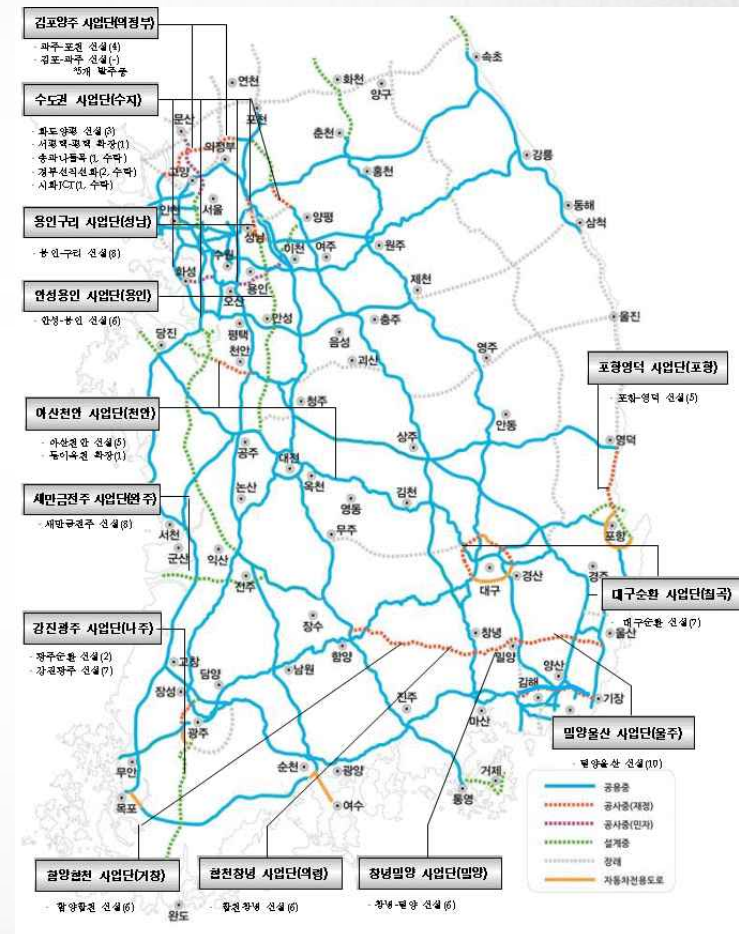 김포양주 사업단(의정부)
· 파주-포천 신설(4)
· 김포-파주 신설(-)
*5개 발주중
수도권 사업단(수지)
· 화도양평 신설(3)
· 서평택-평택 확장(1)
· 송파나들목(1, 수탁)
· 경부선직선화(2, 수탁)
· 시화JCT(1, 수탁)
용인구리 사업단(성남)
· 용인-구리 신설(8)
안성용인 사업단(용인)
· 안성-용인 신설(6)
아산천안 사업단(천안)
· 아산천안 신설(5)
· 동이옥천 확장(1)
새만금전주 사업단(완주)
· 새만금전주 신설(8)
강진광주 사업단(나주)
· 광주순환 신설(2)
· 강진광주 신설(7)
함양합천 사업단(거창)
· 함양합천 신설(6)
합천창녕 사업단(의령)
· 합천창녕 신설(6)
창녕밀양 사업단(밀양)
· 창녕-밀양 신설(6)
포항영덕 사업단(포항)
· 포항-영덕 신설(5)
대구순환 사업단(칠곡)
· 대구순환 신설(7)
밀양울산 사업단(울주)
· 밀양울산 신설(10)
속초
화천
양구
연천
포천
춘천
문산
의정부
고양
홍천
강릉
동해
삼척
인천
서울
양평
성남
이천
여주
원주
수원
화성
용인
오산
제천
안성
충주
울진
당진
평택
천안
음성
괴산
영주
청주
안동
영덕
공주
대전
상주
논산
옥천
영동
김천
무주
서천
군산
익산
전주
포항
대구
경산
경주
장수
함양
창녕
밀양
울산
고창
담양
남원
장성
양산
김해
기장
진주
마산
광주
무안
목포
순천
광양
여수
거제
통영
완도
공용중
공사중(재정)
공사중(민자)
설계중
장래
자동차전용도로